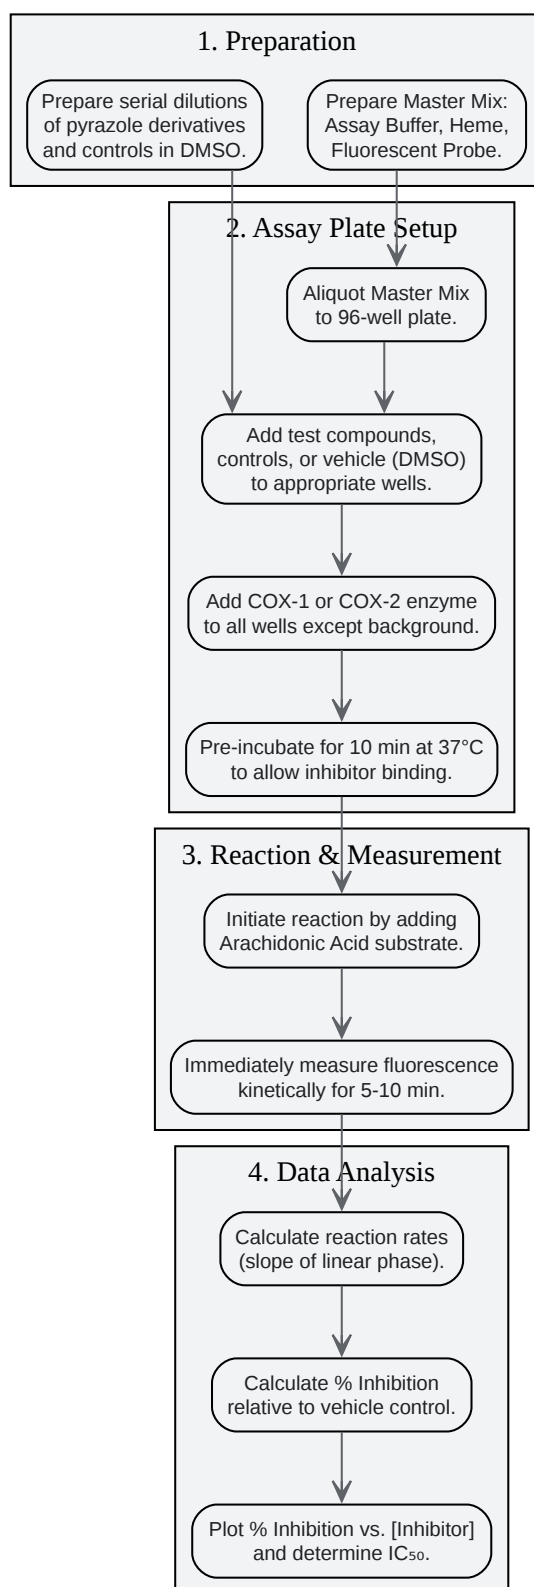 1. Preparation
Prepare serial dilutions
of pyrazole derivatives
and controls in DMSO.
Prepare Master Mix:
Assay Buffer, Heme,
Fluorescent Probe.
2. Assay Plate Setup
Aliquot Master Mix
to 96-well plate.
Add test compounds,
controls, or vehicle (DMSO)
to appropriate wells.
Add COX-1 or COX-2 enzyme
to all wells except background.
Pre-incubate for 10 min at 37°C
to allow inhibitor binding.
3. Reaction & Measurement
Initiate reaction by adding
Arachidonic Acid substrate.
Immediately measure fluorescence
kinetically for 5-10 min.
4. Data Analysis
Calculate reaction rates
(slope of linear phase).
Calculate % Inhibition
relative to vehicle control.
Plot % Inhibition vs. [Inhibitor]
and determine IC₅₀.